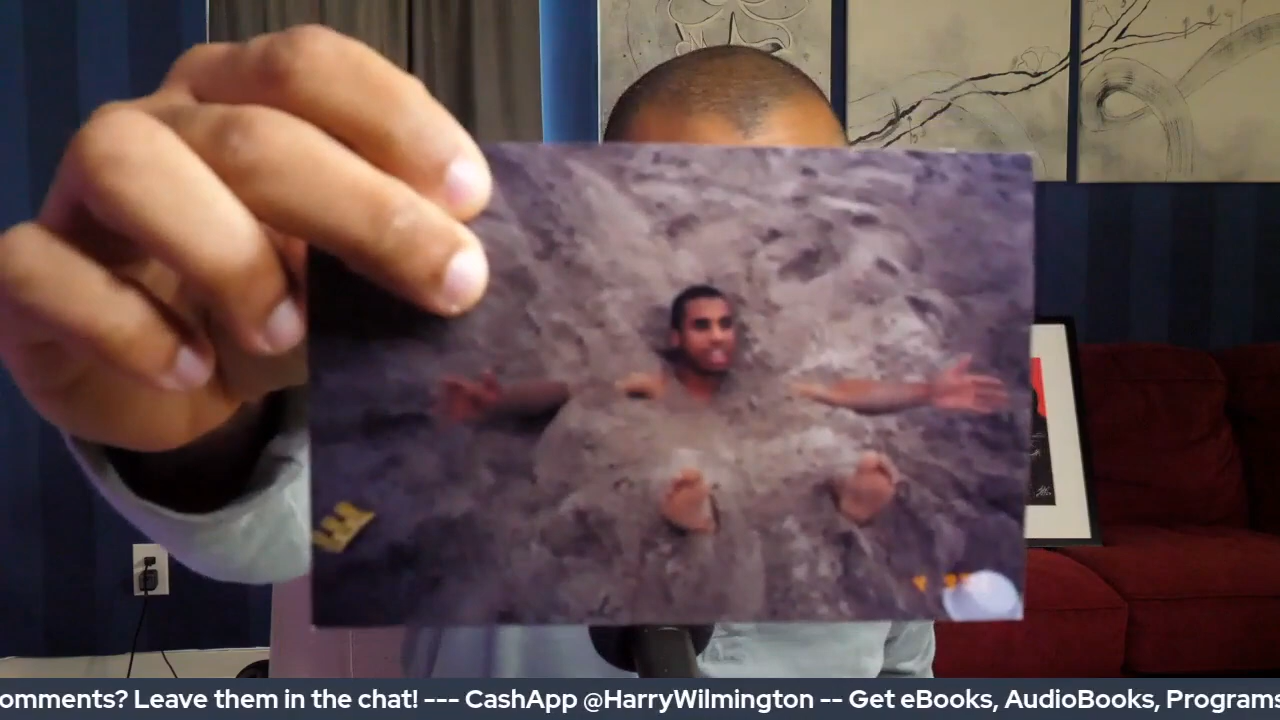 omments? Leave them in the chat! --- CashApp @HarryWilmington -- Get eBooks, AudioBooks, Programs